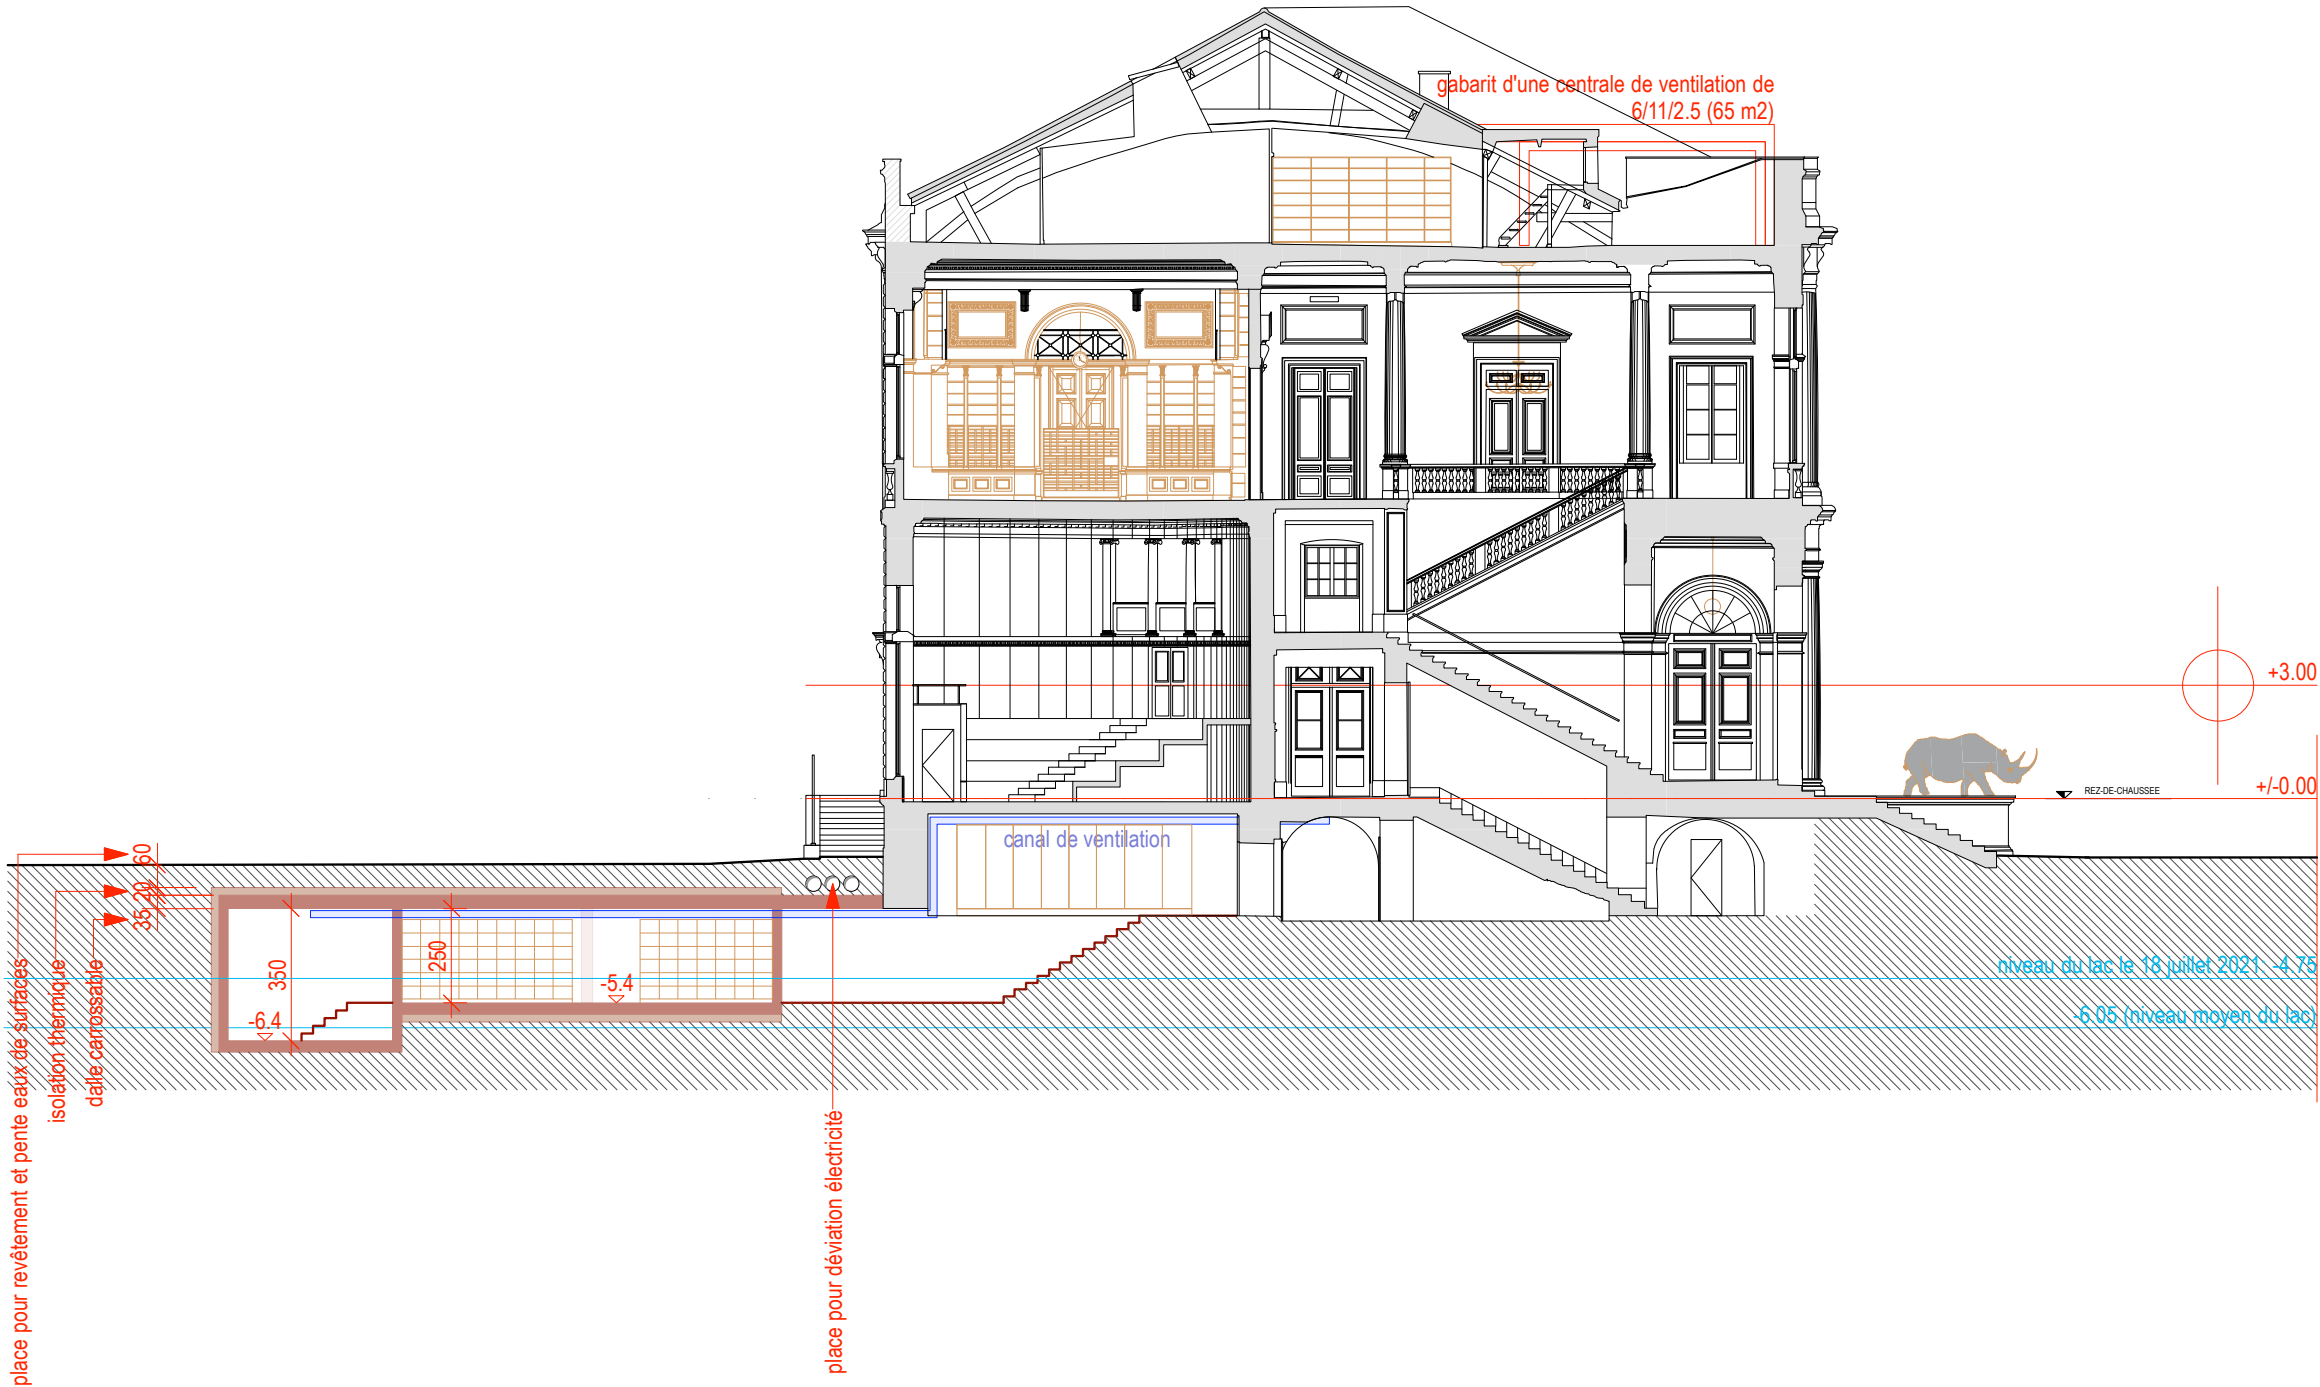 gabarit d'une centrale de ventilation de
6/11/2.5 (65 m2)
+3.00
+/-0.00
REZ-DE-CHAUSSEE
canal de ventilation
60
20
35
350
250
-5.4
-6.4
niveau du lac le 18 juillet 2021: -4.75
-6.05 (niveau moyen du lac)
place pour revêtement et pente eaux de surfaces
isolation thermique
dalle carrossable
place pour déviation électricité